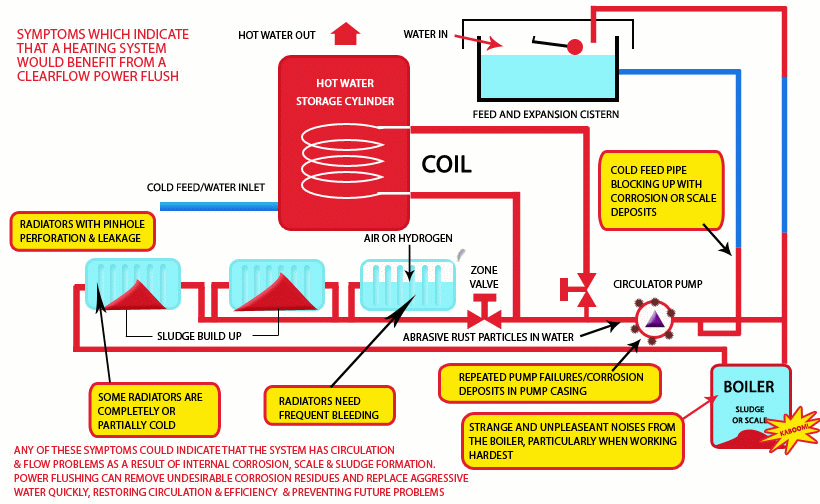 SYMPTOMS WHICH INDICATE
THAT A HEATING SYSTEM
WOULD BENEFIT FROM A
CLEARFLOW POWER FLUSH
HOT WATER OUT
WATER IN
HOT WATER
STORAGE CYLINDER
FEED AND EXPANSION CISTERN
COIL
COLD FEED PIPE
BLOCKING UP WITH
CORROSION OR SCALE
DEPOSITS
COLD FEED/WATER INLET
RADIATORS WITH PINHOLE
PERFORATION & LEAKAGE
AIR OR HYDROGEN
ZONE
VALVE
CIRCULATOR PUMP
SLUDGE BUILD UP
ABRASIVE RUST PARTICLES IN WATER
SOME RADIATORS ARE
COMPLETELY OR
PARTIALLY COLD
RADIATORS NEED
FREQUENT BLEEDING
REPEATED PUMP FAILURES/CORROSION
DEPOSITS IN PUMP CASING
BOILER
SLUDGE
OR SCALE
KABOOM!
STRANGE AND UNPLEASEANT NOISES FROM
THE BOILER, PARTICULARLY WHEN WORKING
HARDEST
ANY OF THESE SYMPTOMS COULD INDICATE THAT THE SYSTEM HAS CIRCULATION
& FLOW PROBLEMS AS A RESULT OF INTERNAL CORROSION, SCALE & SLUDGE FORMATION.
POWER FLUSHING CAN REMOVE UNDESIRABLE CORROSION RESIDUES AND REPLACE AGGRESSIVE
WATER QUICKLY, RESTORING CIRCULATION & EFFICIENCY & PREVENTING FUTURE PROBLEMS